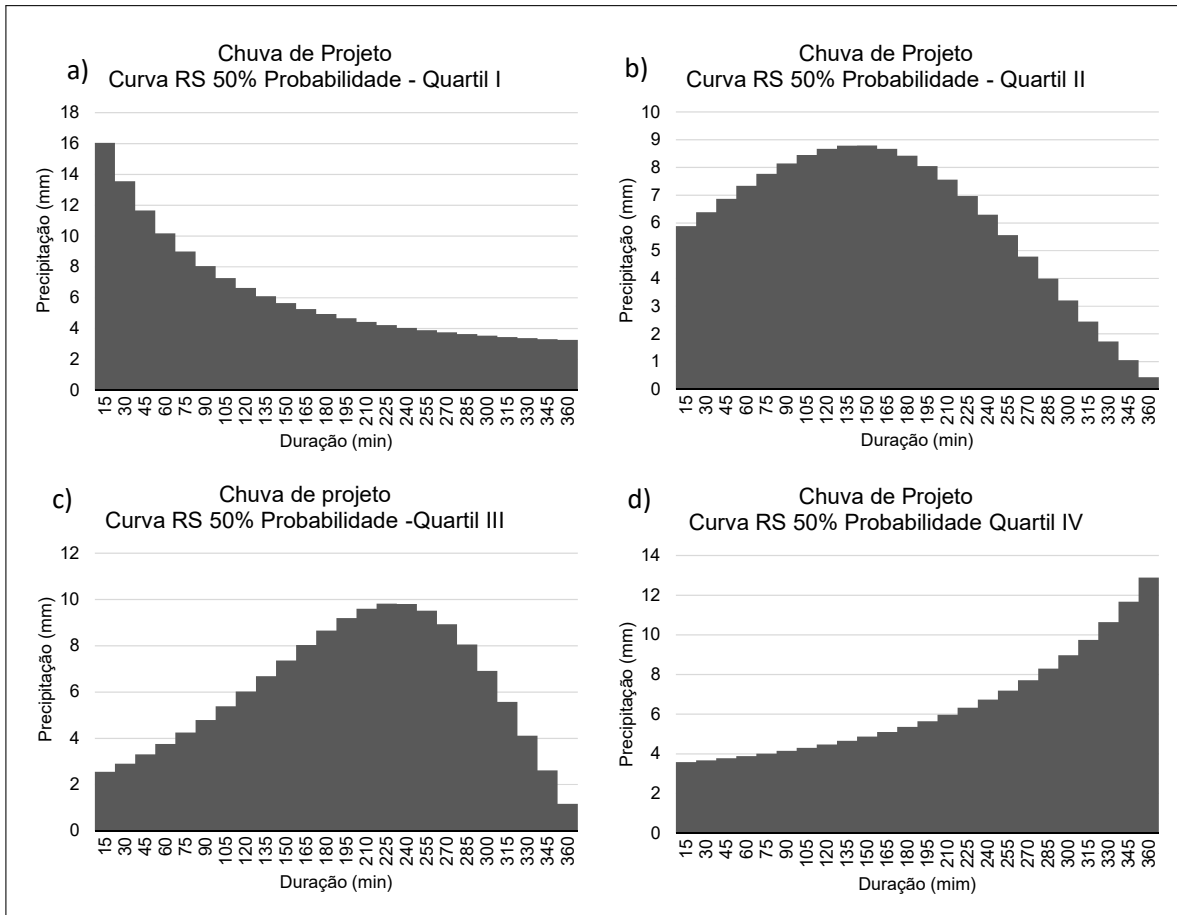 a)
Chuva de Projeto
Curva RS 50% Probabilidade - Quartil I
18
16
14
12
10
8
6
4
2
0
Precipitação (mm)
15 30 45 60 75 90 105 120 135 150 165 180 195 210 225 240 255 270 285 300 315 330 345 360
Duração (min)
b)
Chuva de Projeto
Curva RS 50% Probabilidade - Quartil II
10
9
8
7
6
5
4
3
2
1
0
Precipitação (mm)
15 30 45 60 75 90 105 120 135 150 165 180 195 210 225 240 255 270 285 300 315 330 345 360
Duração (min)
c)
Chuva de projeto
Curva RS 50% Probabilidade -Quartil III
12
10
8
6
4
2
0
Precipitação (mm)
15 30 45 60 75 90 105 120 135 150 165 180 195 210 225 240 255 270 285 300 315 330 345 360
Duração (min)
d)
Chuva de Projeto
Curva RS 50% Probabilidade Quartil IV
14
12
10
8
6
4
2
0
Precipitação (mm)
15 30 45 60 75 90 105 120 135 150 165 180 195 210 225 240 255 270 285 300 315 330 345 360
Duração (mim)